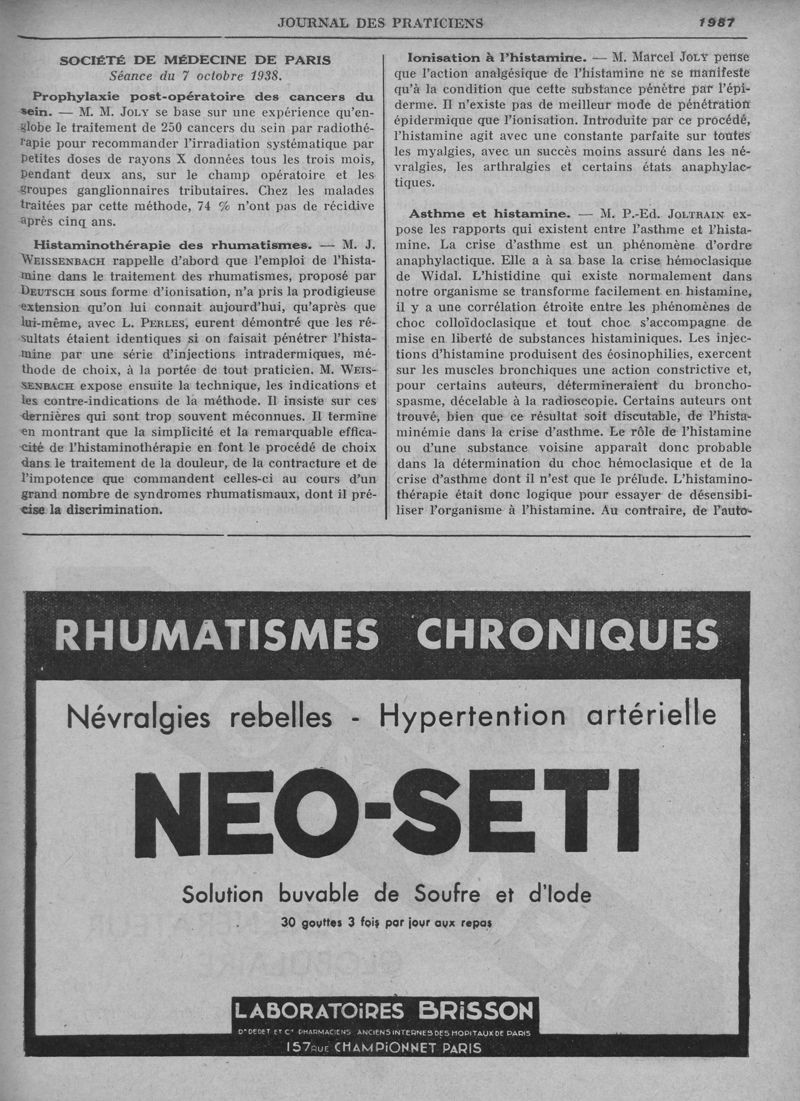 JOURNAL DES PRATICIENS
1987
SOCIÉTÉ DE MÉDECINE DE PARIS
Séance du 7 octobre 1938.
Prophylaxie post-opératoire des cancers du
sein. — M. M. JOLY se base sur une expérience qu'en-
globe le traitement de 250 cancers du sein par radiothé-
rapie pour recommander l'irradiation systématique par
petites doses de rayons X données tous les trois mois,
pendant deux ans, sur le champ opératoire et les
groupes ganglionnaires tributaires. Chez les malades
traitées par cette méthode, 74 % n'ont pas de récidive
après cinq ans.
Histaminothérapie des rhumatismes. — M. J.
WEISSENBACH rappelle d'abord que l'emploi de l'hista-
mine dans le traitement des rhumatismes, proposé par
DEUTSCH sous forme d'ionisation, n'a pris la prodigieuse
extension qu'on lui connait aujourd'hui, qu'après que
lui-même, avec L. PERLES, eurent démontré que les ré-
sultats étaient identiques si on faisait pénétrer l'hista-
mine par une série d'injections intradermiques, mé-
thode de choix, à la portée de tout praticien. M. WEIS-
SENBACH expose ensuite la technique, les indications et
les contre-indications de la méthode. Il insiste sur ces
dernières qui sont trop souvent méconnues. Il termine
en montrant que la simplicité et la remarquable effica-
cité de l'histaminothérapie en font le procédé de choix
dans le traitement de la douleur, de la contracture et de
l'impotence que commandent celles-ci au cours d'un
grand nombre de syndromes rhumatismaux, dont il pré-
cise la discrimination.
Ionisation à l'histamine. — M. Marcel JOLY pense
que l'action analgésique de l'histamine ne se manifeste
qu'à la condition que cette substance pénètre par l'épi-
derme. Il n'existe pas de meilleur mode de pénétration
épidermique que l'ionisation. Introduite par ce procédé,
l'histamine agit avec une constante parfaite sur toutes
les myalgies, avec un succès moins assuré dans les né-
vralgies, les arthralgies et certains états anaphylac-
tiques.
Asthme et histamine. — M. P.-Ed. JOLTRAIN ex-
pose les rapports qui existent entre l'asthme et l'hista-
mine. La crise d'asthme est un phénomène d'ordre
anaphylactique. Elle a à sa base la crise hémoclasique
de Widal. L'histidine qui existe normalement dans
notre organisme se transforme facilement en histamine,
il y a une corrélation étroite entre les phénomènes de
choc colloïdoclasique et tout choc s'accompagne de
mise en liberté de substances histaminiques. Les injec-
tions d'histamine produisent des éosinophilies, exercent
sur les muscles bronchiques une action constrictive et,
pour certains auteurs, détermineraient du broncho-
spasme, décelable à la radioscopie. Certains auteurs ont
trouvé, bien que ce résultat soit discutable, de l'hista-
minémie dans la crise d'asthme. Le rôle de l'histamine
ou d'une substance voisine apparaît donc probable
dans la détermination du choc hémoclasique et de la
crise d'asthme dont il n'est que le prélude. L'histamino-
thérapie était donc logique pour essayer de désensibi-
liser l'organisme à l'histamine. Au contraire, de l'auto-
RHUMATISMES CHRONIQUES
Névralgies rebelles - Hypertention artérielle
NEO-SETI
Solution buvable de Soufre et d'Iode
30 gouttes 3 fois par jour aux repas
LABORATOIRES BRISSON
Drs DEDET ET Cie PHARMACIENS ANCIENS INTERNES DES HOPITAUX DE PARIS
157 RUE CHAMPIONNET PARIS